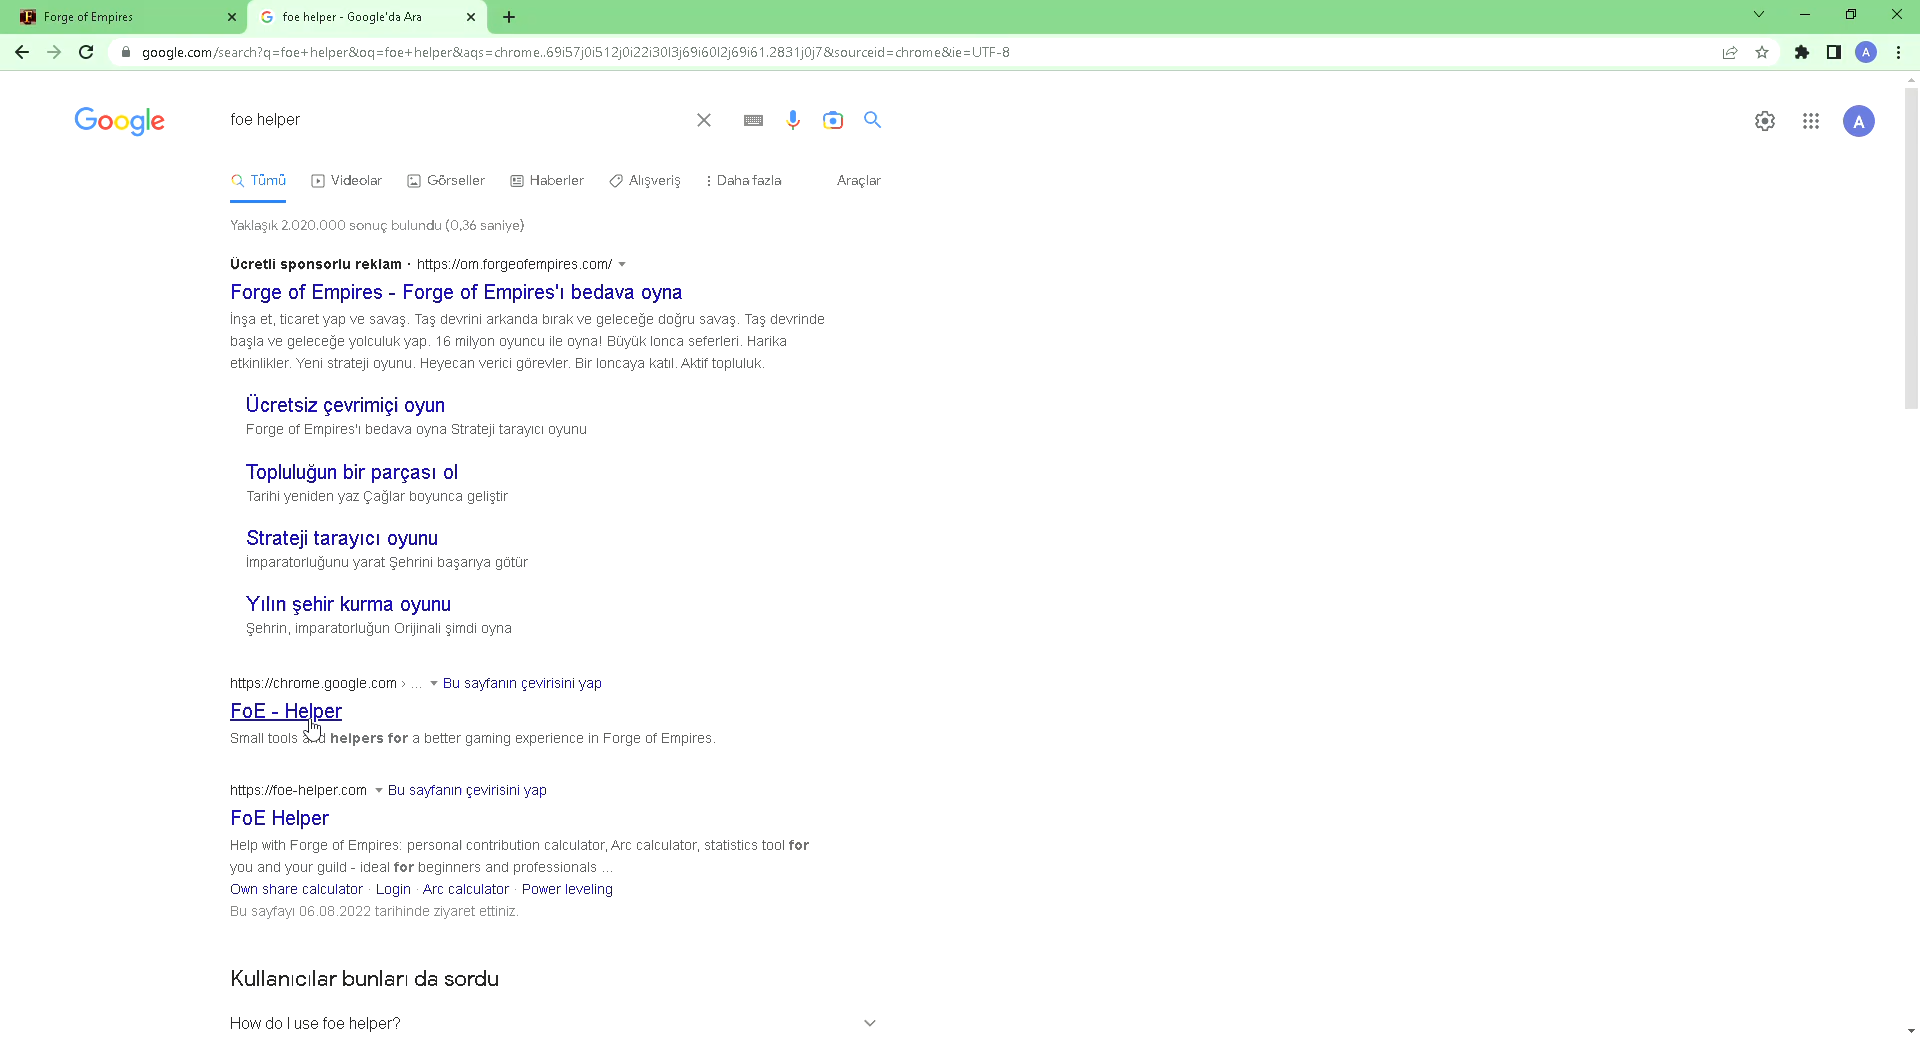 Forge of Empires
foe helper - Google'da Ara
google.com/search?q=foe+helper&oq=foe+helper&aqs=chrome..69i57j0i512j0i22i30l3j69i60l2j69i61.2831j0j7&sourceid=chrome&ie=UTF-8
A
Google
foe helper
A
Tümü
Videolar
Görseller
Haberler
Alışveriş
Daha fazla
Araçlar
Yaklaşık 2.020.000 sonuç bulundu (0,36 saniye)
Ücretli sponsorlu reklam · https://om.forgeofempires.com/
Forge of Empires - Forge of Empires'ı bedava oyna
İnşa et, ticaret yap ve savaş. Taş devrini arkanda bırak ve geleceğe doğru savaş. Taş devrinde
başla ve geleceğe yolculuk yap. 16 milyon oyuncu ile oyna! Büyük lonca seferleri. Harika
etkinlikler. Yeni strateji oyunu. Heyecan verici görevler. Bir loncaya katıl. Aktif topluluk.
Ücretsiz çevrimiçi oyun
Forge of Empires'ı bedava oyna Strateji tarayıcı oyunu
Topluluğun bir parçası ol
Tarihi yeniden yaz Çağlar boyunca geliştir
Strateji tarayıcı oyunu
İmparatorluğunu yarat Şehrini başarıya götür
Yılın şehir kurma oyunu
Şehrin, imparatorluğun Orijinali şimdi oyna
https://chrome.google.com › ... Bu sayfanın çevirisini yap
FoE - Helper
Small tools and helpers for a better gaming experience in Forge of Empires.
https://foe-helper.com Bu sayfanın çevirisini yap
FoE Helper
Help with Forge of Empires: personal contribution calculator, Arc calculator, statistics tool for
you and your guild - ideal for beginners and professionals ...
Own share calculator · Login · Arc calculator · Power leveling
Bu sayfayı 06.08.2022 tarihinde ziyaret ettiniz.
Kullanıcılar bunları da sordu
How do I use foe helper?